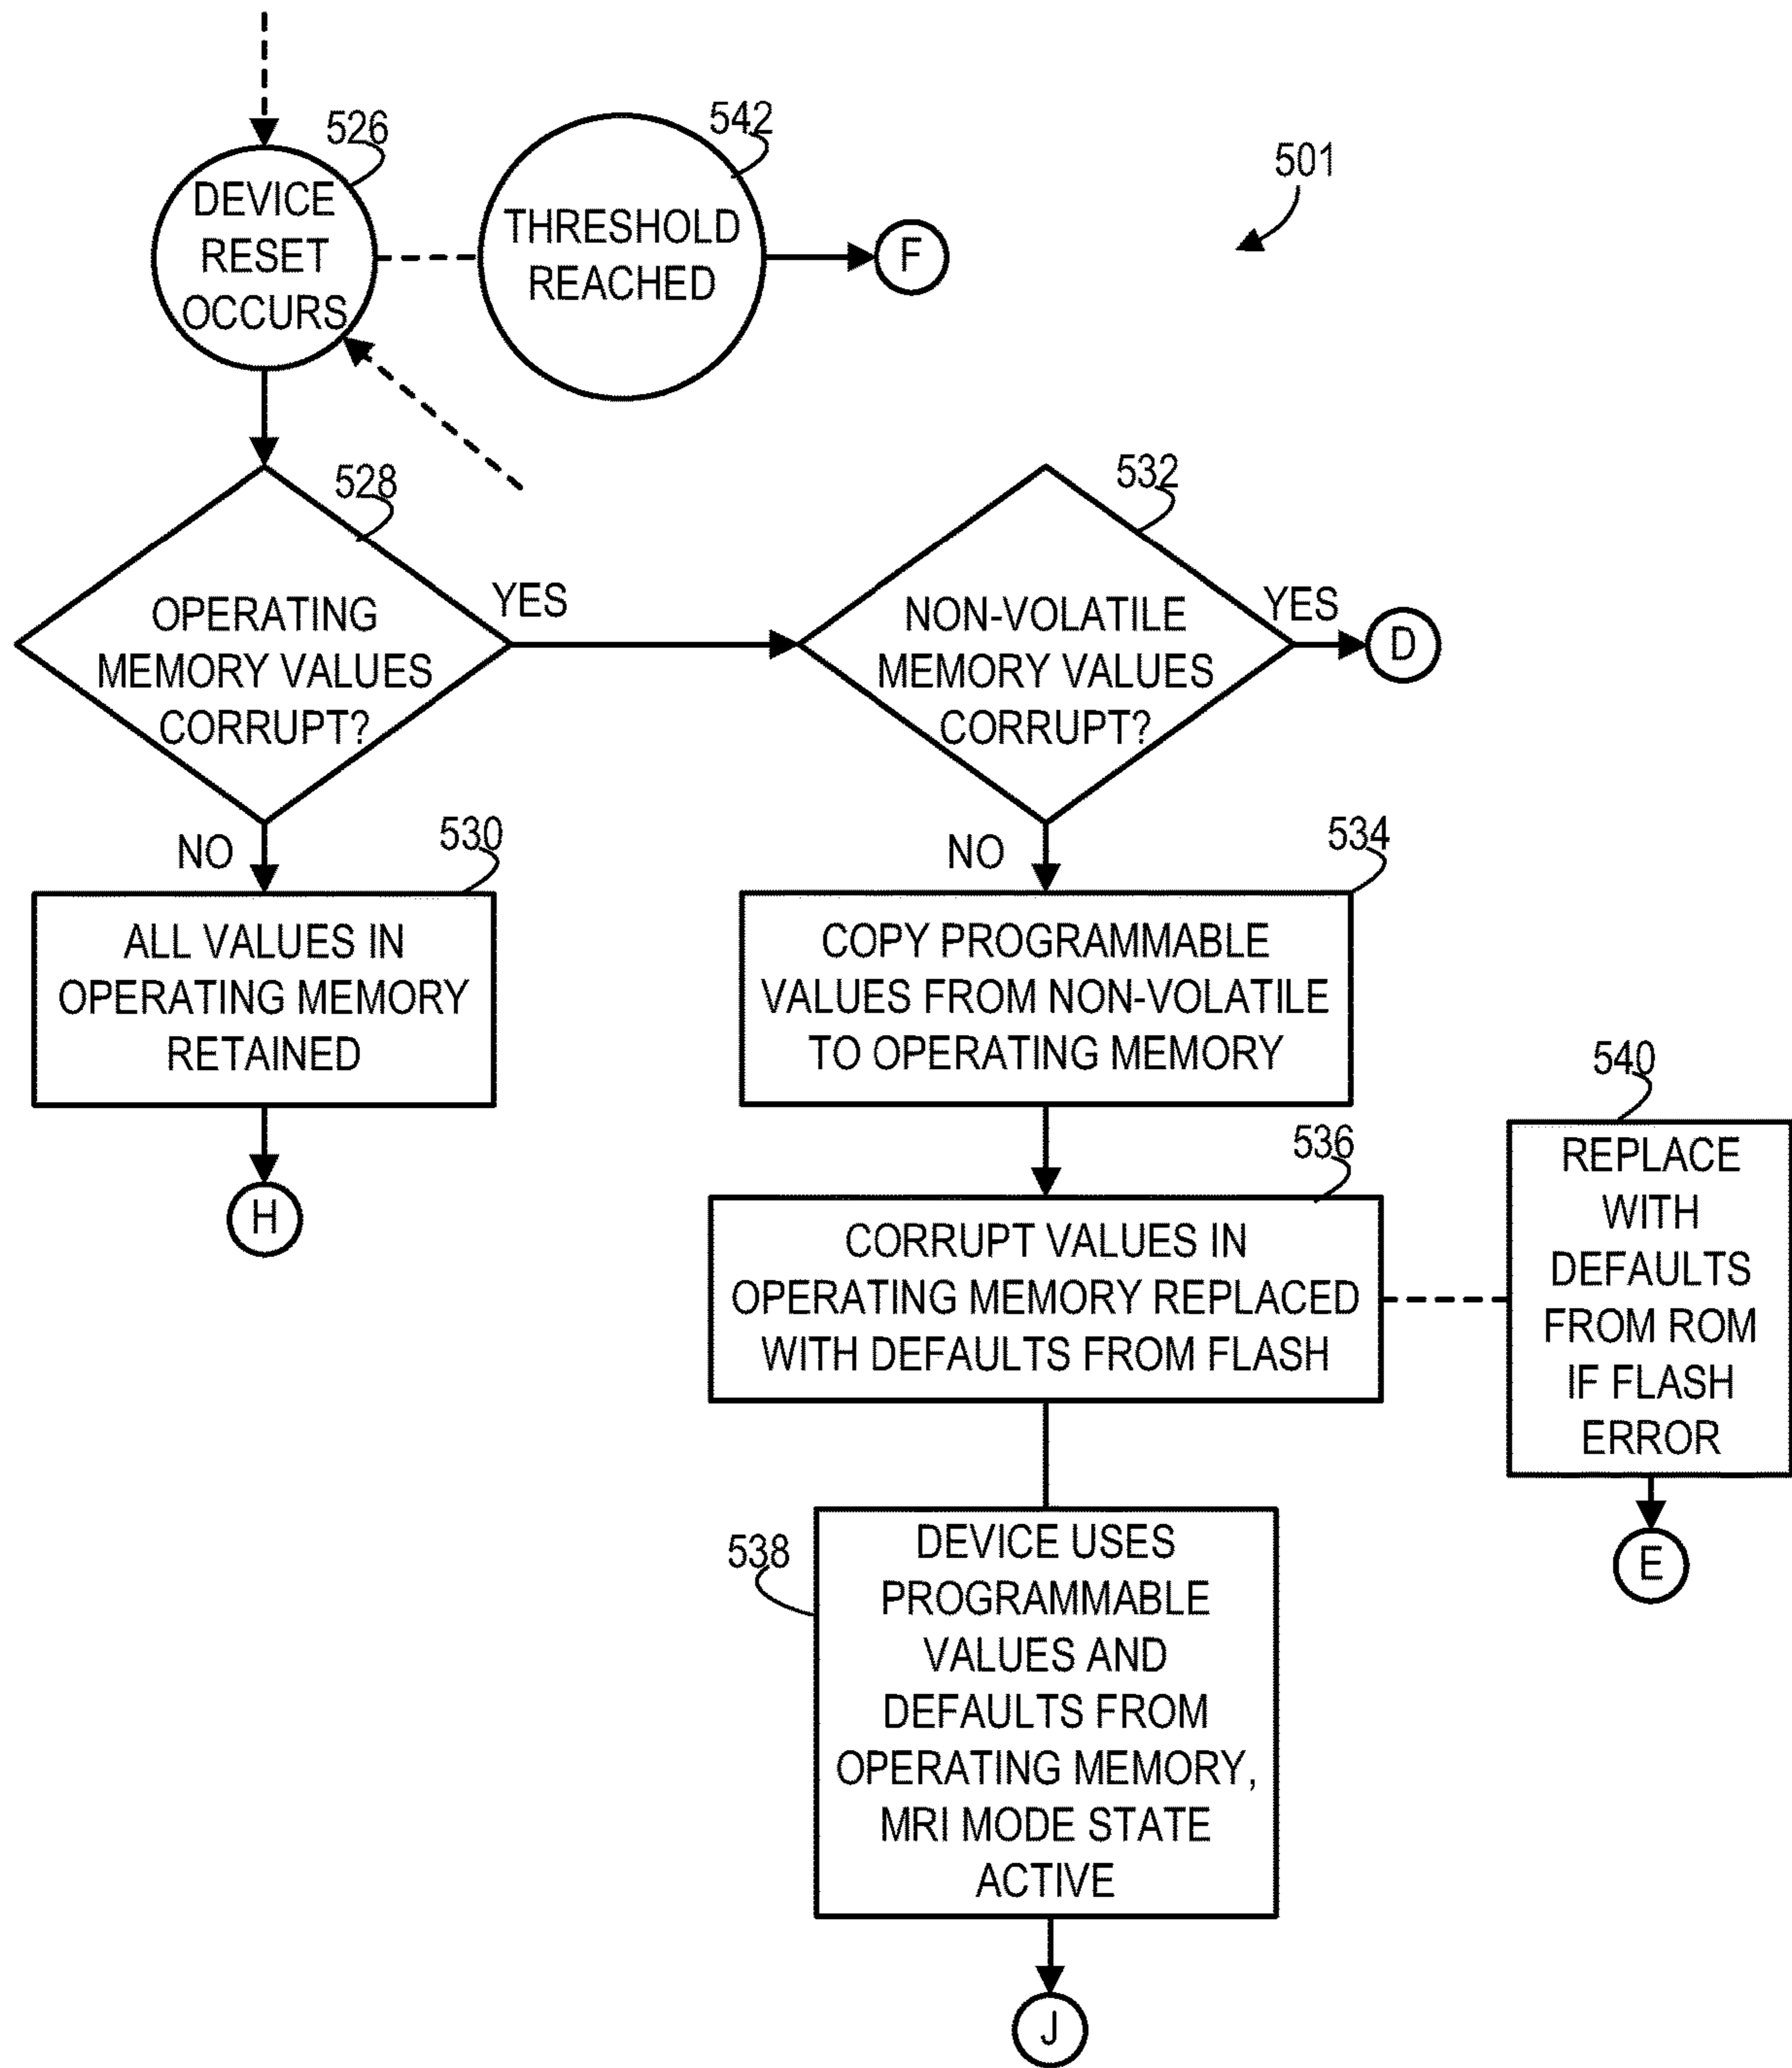 526
DEVICE
RESET
OCCURS
542
THRESHOLD
REACHED
F
501
528
OPERATING
MEMORY VALUES
CORRUPT?
YES
532
NON-VOLATILE
MEMORY VALUES
CORRUPT?
YES
D
NO
530
ALL VALUES IN
OPERATING MEMORY
RETAINED
H
NO
534
COPY PROGRAMMABLE
VALUES FROM NON-VOLATILE
TO OPERATING MEMORY
536
CORRUPT VALUES IN
OPERATING MEMORY REPLACED
WITH DEFAULTS FROM FLASH
540
REPLACE
WITH
DEFAULTS
FROM ROM
IF FLASH
ERROR
E
538
DEVICE USES
PROGRAMMABLE
VALUES AND
DEFAULTS FROM
OPERATING MEMORY,
MRI MODE STATE
ACTIVE
J